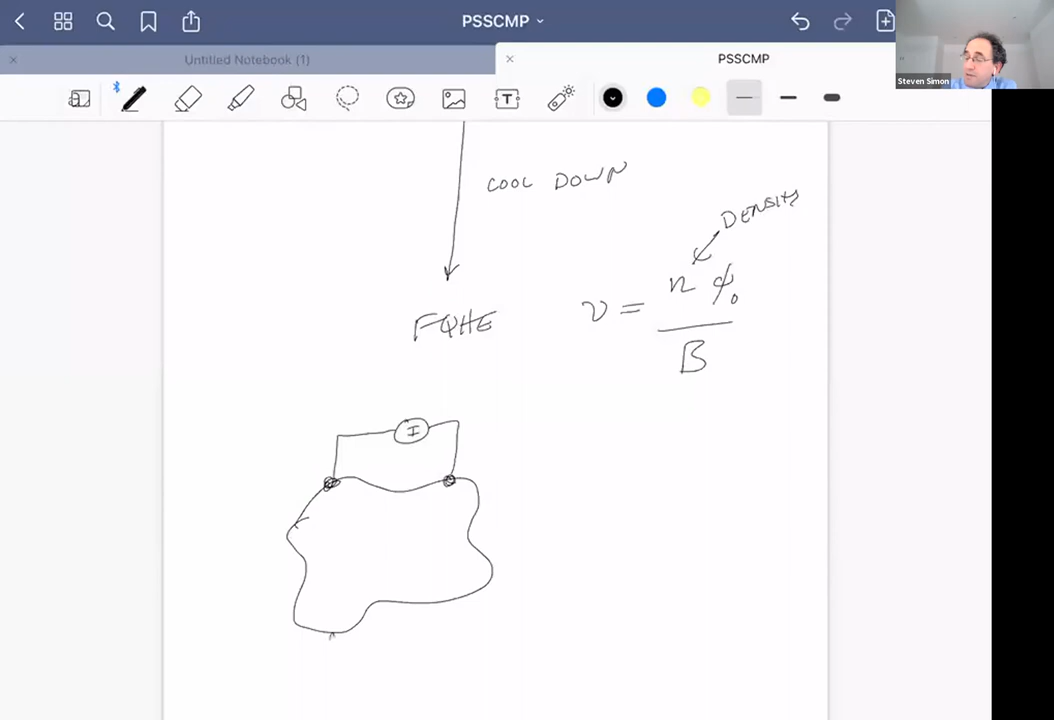 PSSCMP
Untitled Notebook (1)
PSSCMP
Steven Simon
T
COOL DOWN
DENSITY
ν = n ϕ₀ / B
FQHE
I